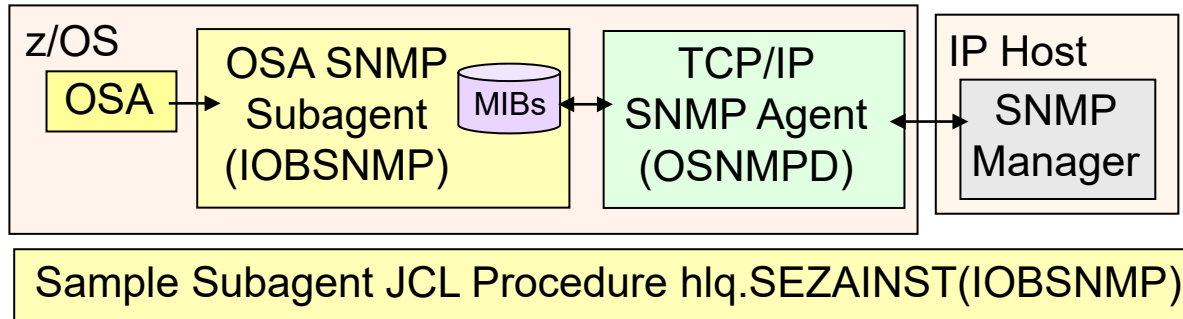 z/OS
OSA
OSA SNMP
Subagent
(IOBSNMP)
MIBs
TCP/IP
SNMP Agent
(OSNMPD)
IP Host
SNMP
Manager
Sample Subagent JCL Procedure hlq.SEZAINST(IOBSNMP)